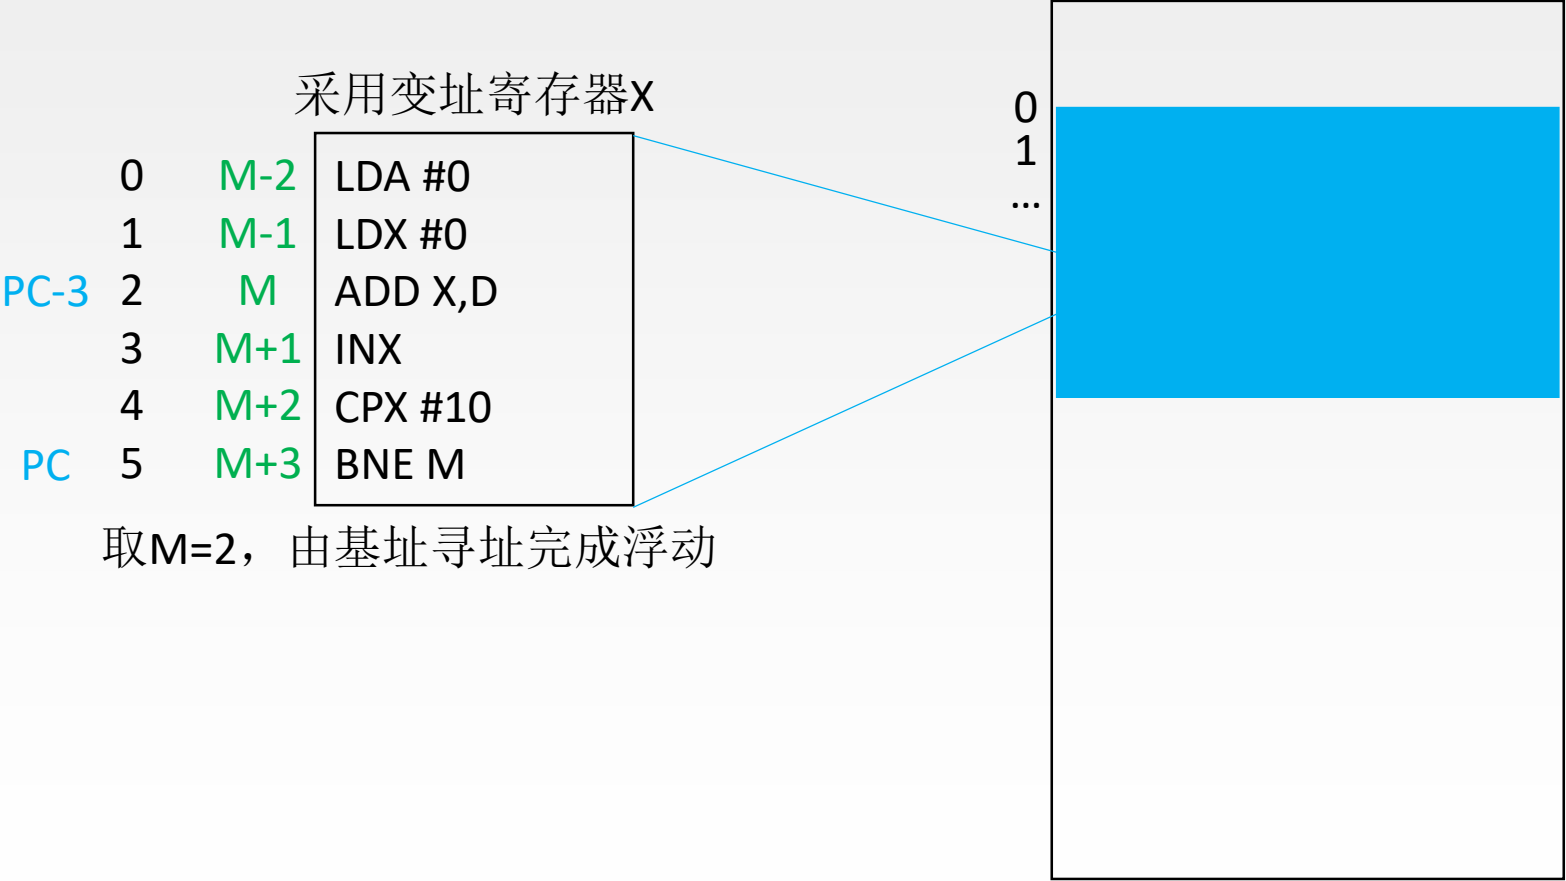 采用变址寄存器X
0 M-2 LDA #0
1 M-1 LDX #0
PC-3 2 M ADD X,D
3 M+1 INX
4 M+2 CPX #10
PC 5 M+3 BNE M
取M=2，由基址寻址完成浮动
0
1
...